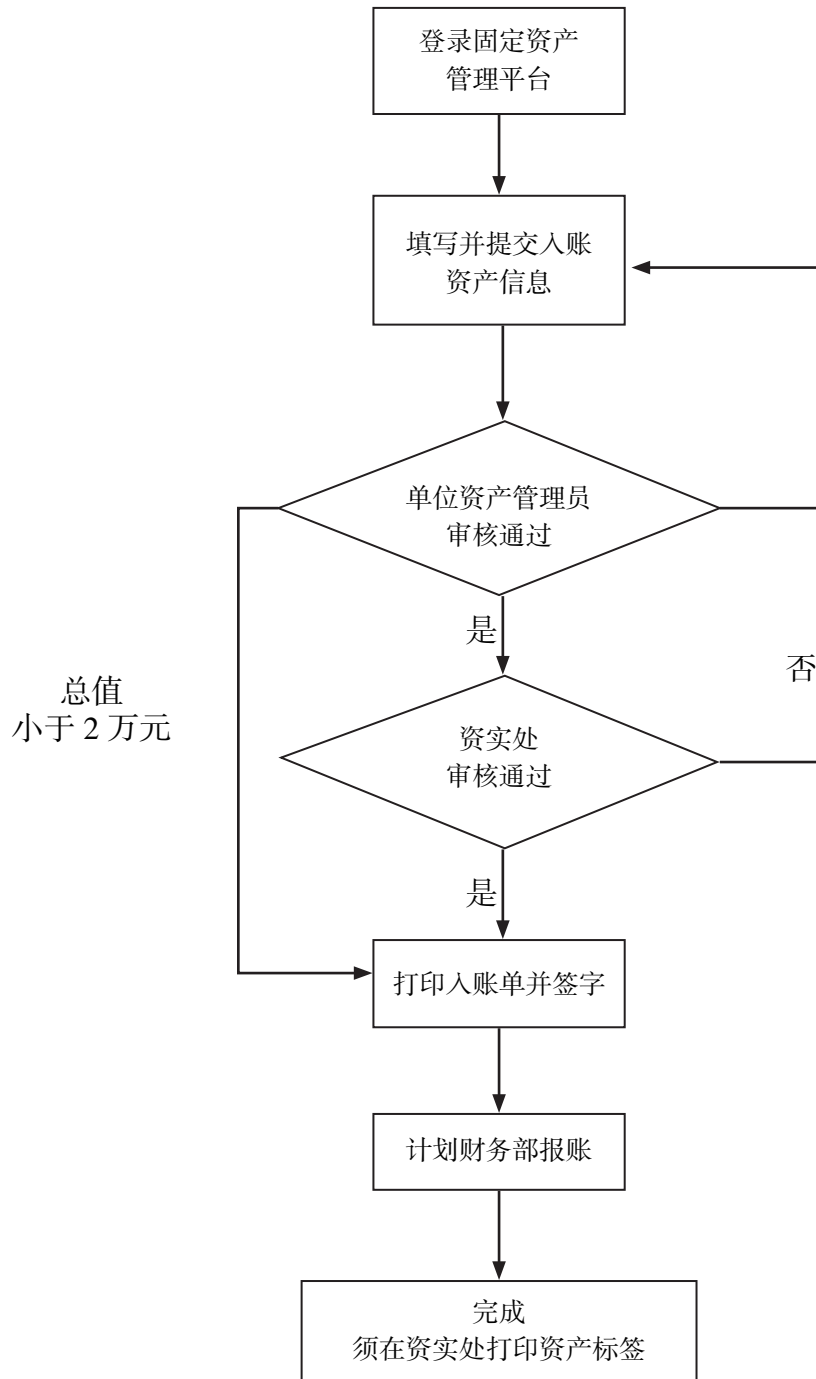 登录固定资产
管理平台
填写并提交入账
资产信息
单位资产管理员
审核通过
是
否
总值
小于 2 万元
资实处
审核通过
是
打印入账单并签字
计划财务部报账
完成
须在资实处打印资产标签